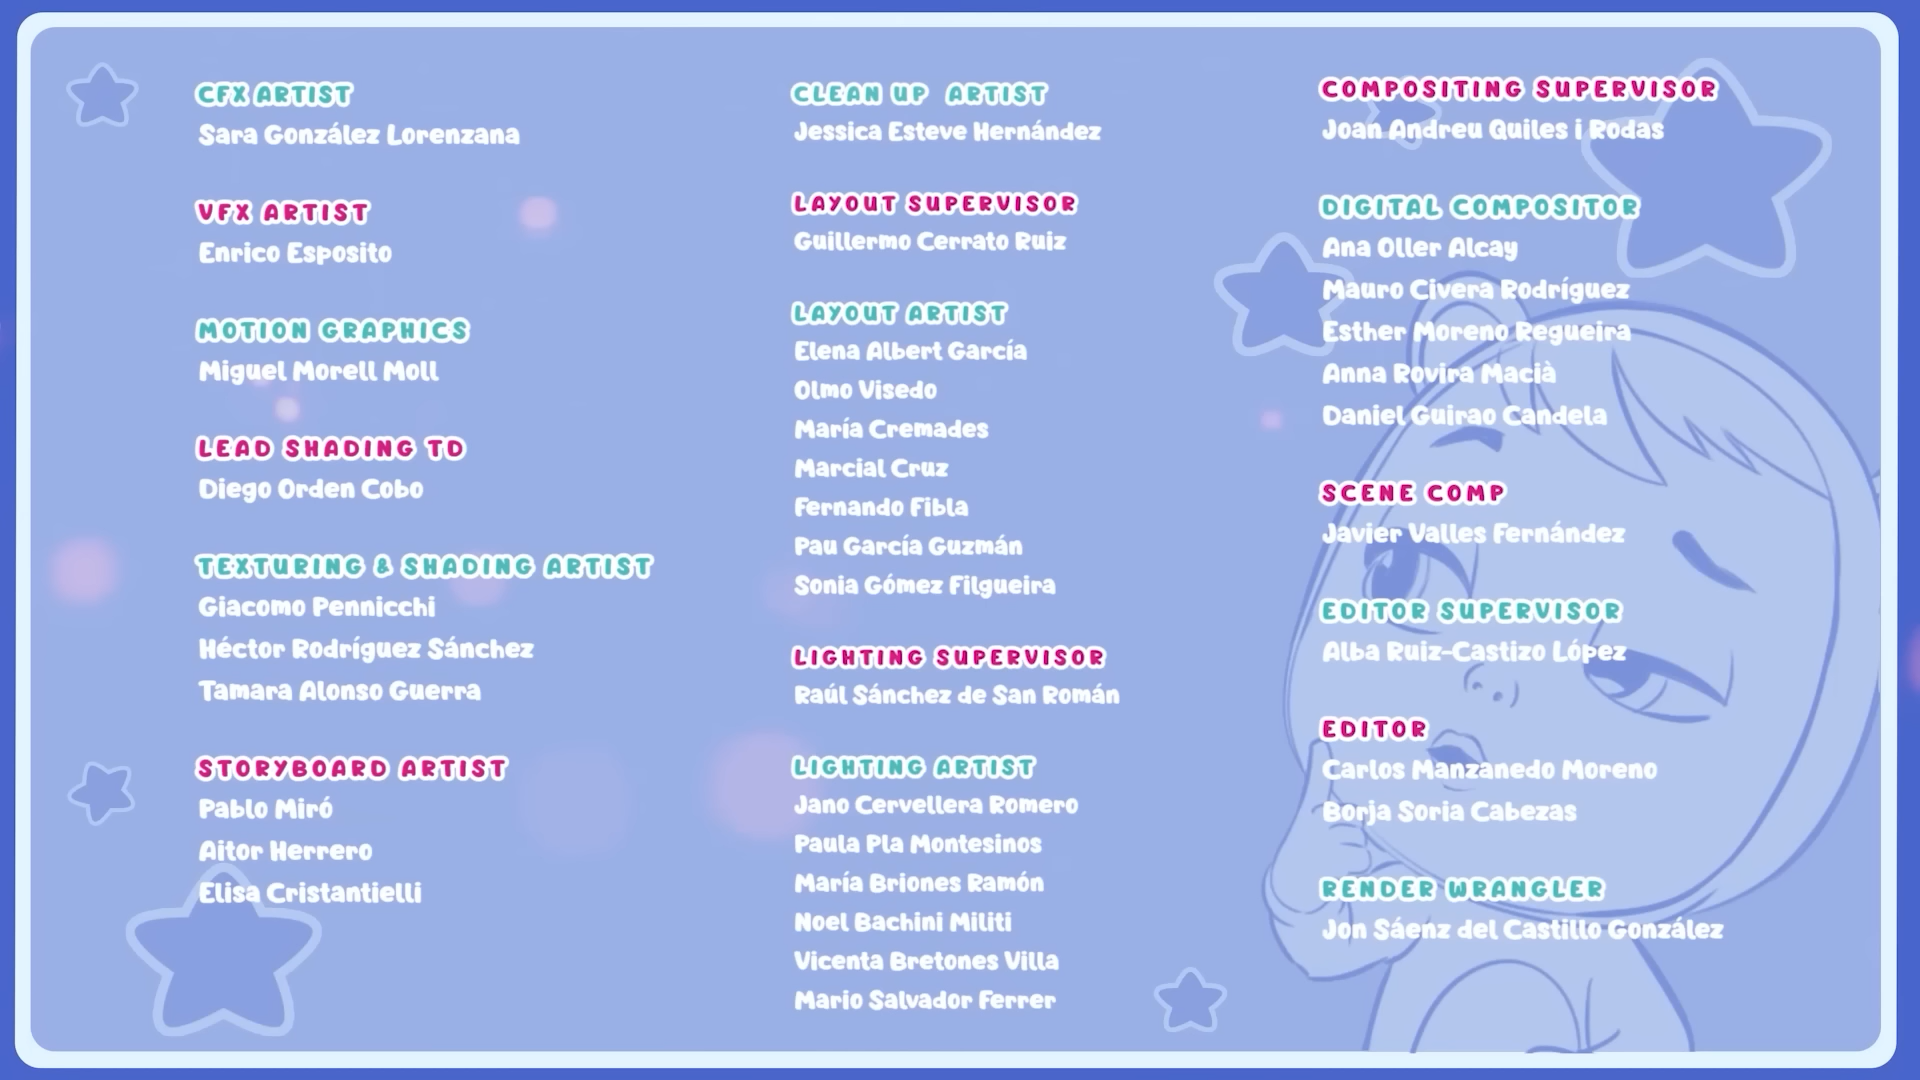 CFX ARTIST
Sara González Lorenzana
VFX ARTIST
Enrico Esposito
MOTION GRAPHICS
Miguel Morell Moll
LEAD SHADING TD
Diego Orden Cobo
TEXTURING & SHADING ARTIST
Giacomo Pennicchi
Héctor Rodríguez Sánchez
Tamara Alonso Guerra
STORYBOARD ARTIST
Pablo Miró
Aitor Herrero
Elisa Cristantielli
CLEAN UP ARTIST
Jessica Esteve Hernández
LAYOUT SUPERVISOR
Guillermo Cerrato Ruiz
LAYOUT ARTIST
Elena Albert García
Olmo Visedo
María Cremades
Marcial Cruz
Fernando Fibla
Pau García Guzmán
Sonia Gómez Filgueira
LIGHTING SUPERVISOR
Raúl Sánchez de San Román
LIGHTING ARTIST
Jano Cervellera Romero
Paula Pla Montesinos
María Briones Ramón
Noel Bachini Militi
Vicenta Bretones Villa
Mario Salvador Ferrer
COMPOSITING SUPERVISOR
Joan Andreu Quiles i Rodas
DIGITAL COMPOSITOR
Ana Oller Alcay
Mauro Civera Rodríguez
Esther Moreno Regueira
Anna Rovira Macià
Daniel Guirao Candela
SCENE COMP
Javier Valles Fernández
EDITOR SUPERVISOR
Alba Ruiz-Castizo López
EDITOR
Carlos Manzanedo Moreno
Borja Soria Cabezas
RENDER WRANGLER
Jon Sáenz del Castillo González